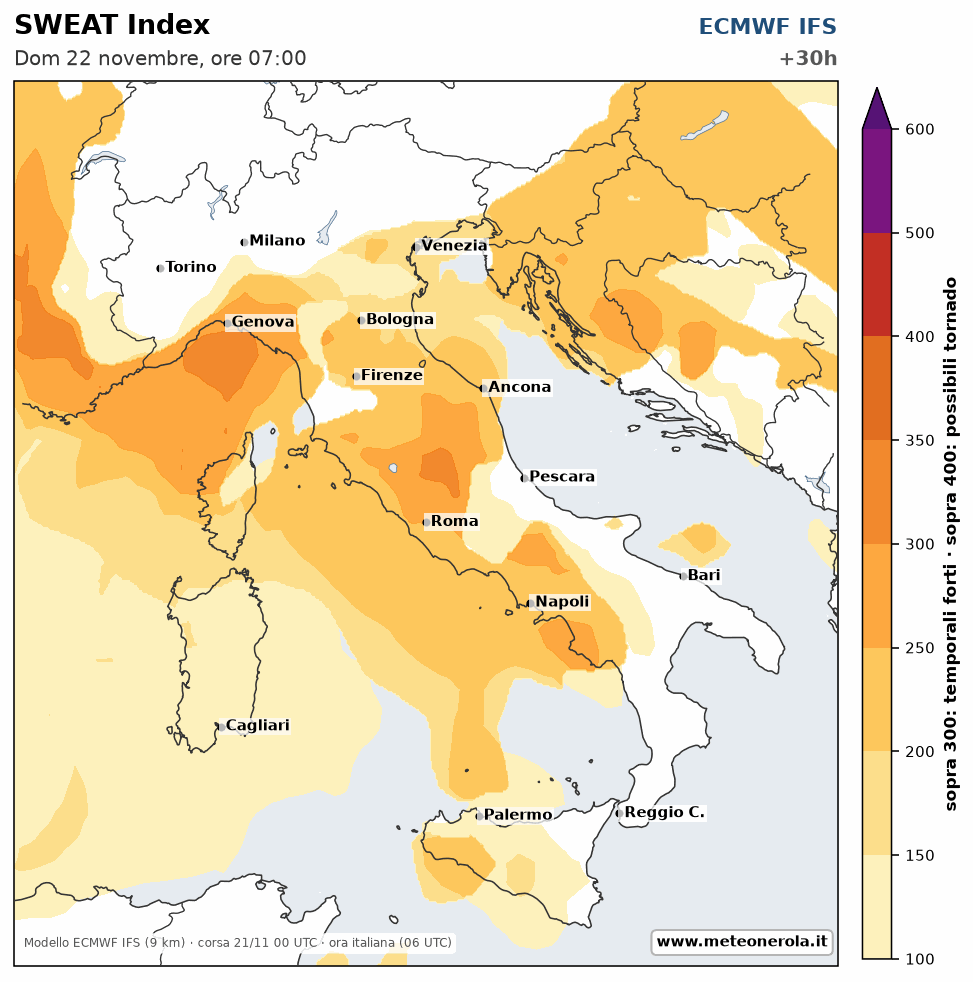 SWEAT Index
ECMWF IFS
Dom 22 novembre, ore 07:00
+30h
600
500
400
350
300
250
200
150
100
sopra 300: temporali forti · sopra 400: possibili tornado
Milano
Venezia
Torino
Genova
Bologna
Firenze
Ancona
Pescara
Roma
Bari
Napoli
Cagliari
Palermo
Reggio C.
Modello ECMWF IFS (9 km) · corsa 21/11 00 UTC · ora italiana (06 UTC)
www.meteonerola.it